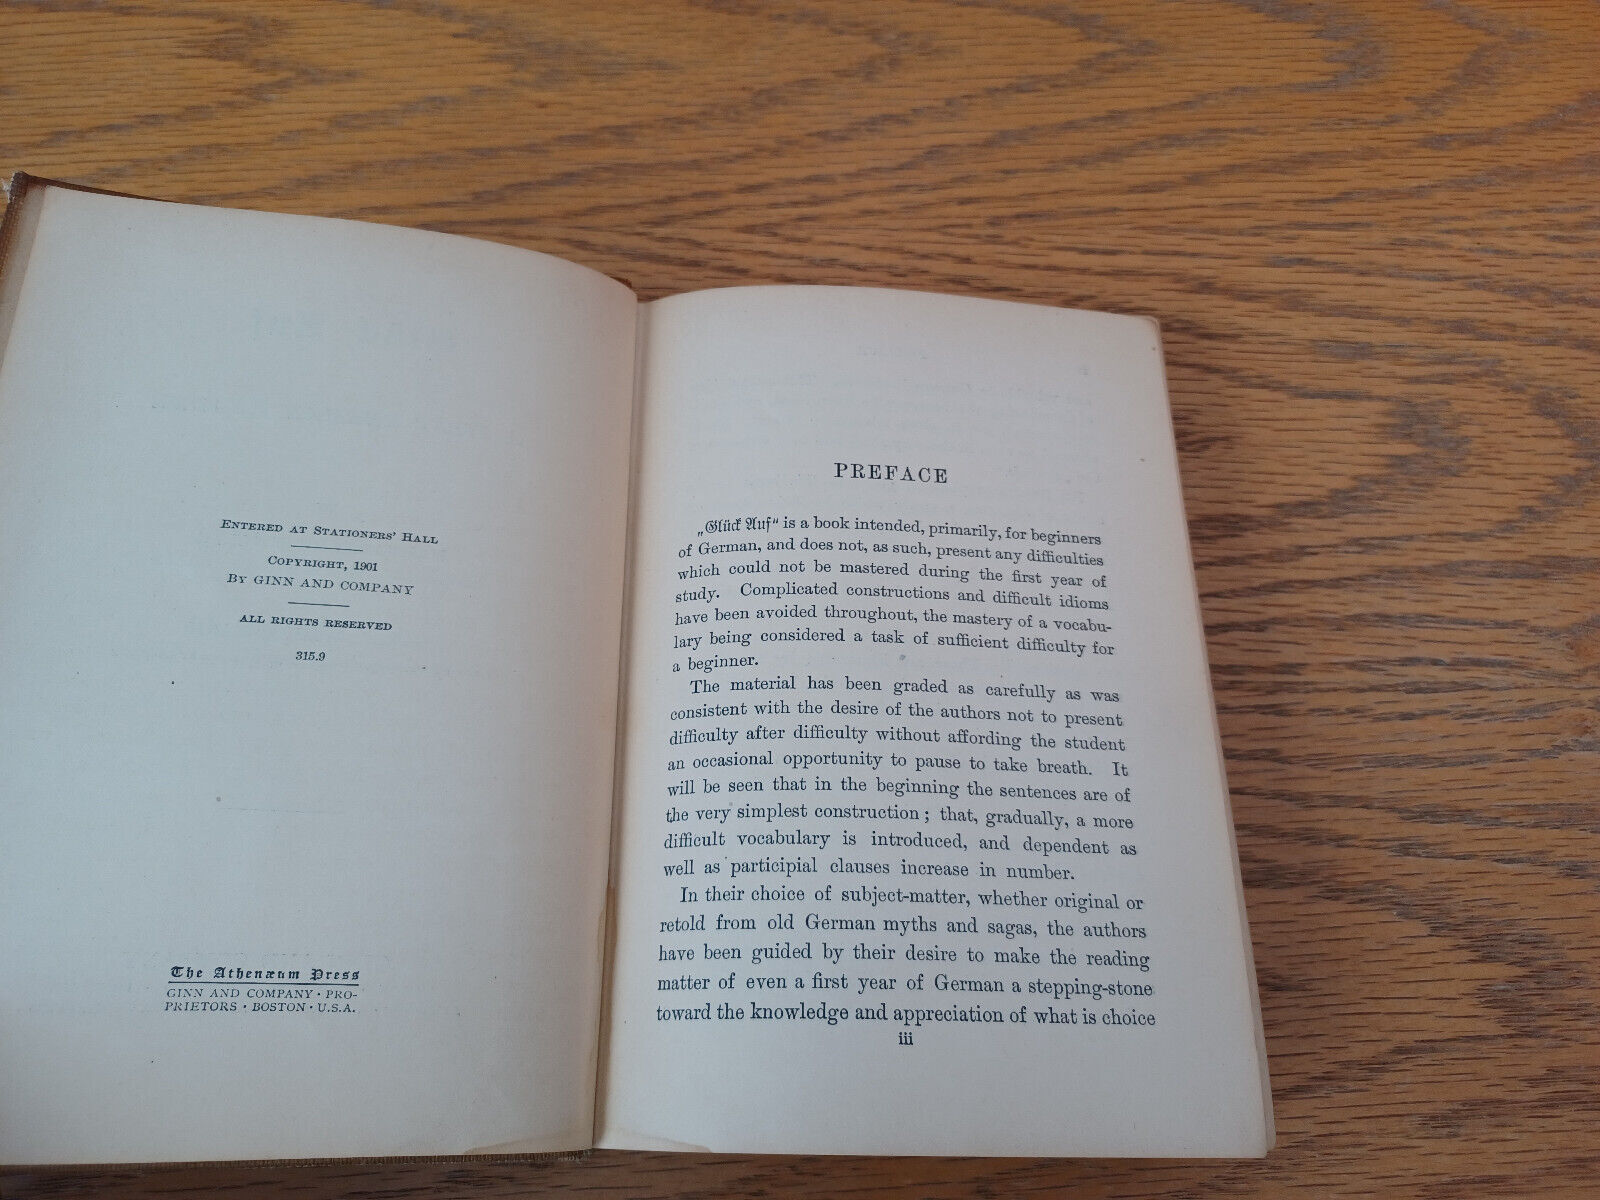 ENTERED AT STATIONERS' HALL
COPYRIGHT, 1901
BY GINN AND COMPANY
ALL RIGHTS RESERVED
315.9
The Athenæum Press
GINN AND COMPANY · PRO-
PRIETORS · BOSTON · U.S.A.
PREFACE
„Glück Auf“ is a book intended, primarily, for beginners
of German, and does not, as such, present any difficulties
which could not be mastered during the first year of
study. Complicated constructions and difficult idioms
have been avoided throughout, the mastery of a vocabu-
lary being considered a task of sufficient difficulty for
a beginner.
The material has been graded as carefully as was
consistent with the desire of the authors not to present
difficulty after difficulty without affording the student
an occasional opportunity to pause to take breath. It
will be seen that in the beginning the sentences are of
the very simplest construction; that, gradually, a more
difficult vocabulary is introduced, and dependent as
well as participial clauses increase in number.
In their choice of subject-matter, whether original or
retold from old German myths and sagas, the authors
have been guided by their desire to make the reading
matter of even a first year of German a stepping-stone
toward the knowledge and appreciation of what is choice
iii